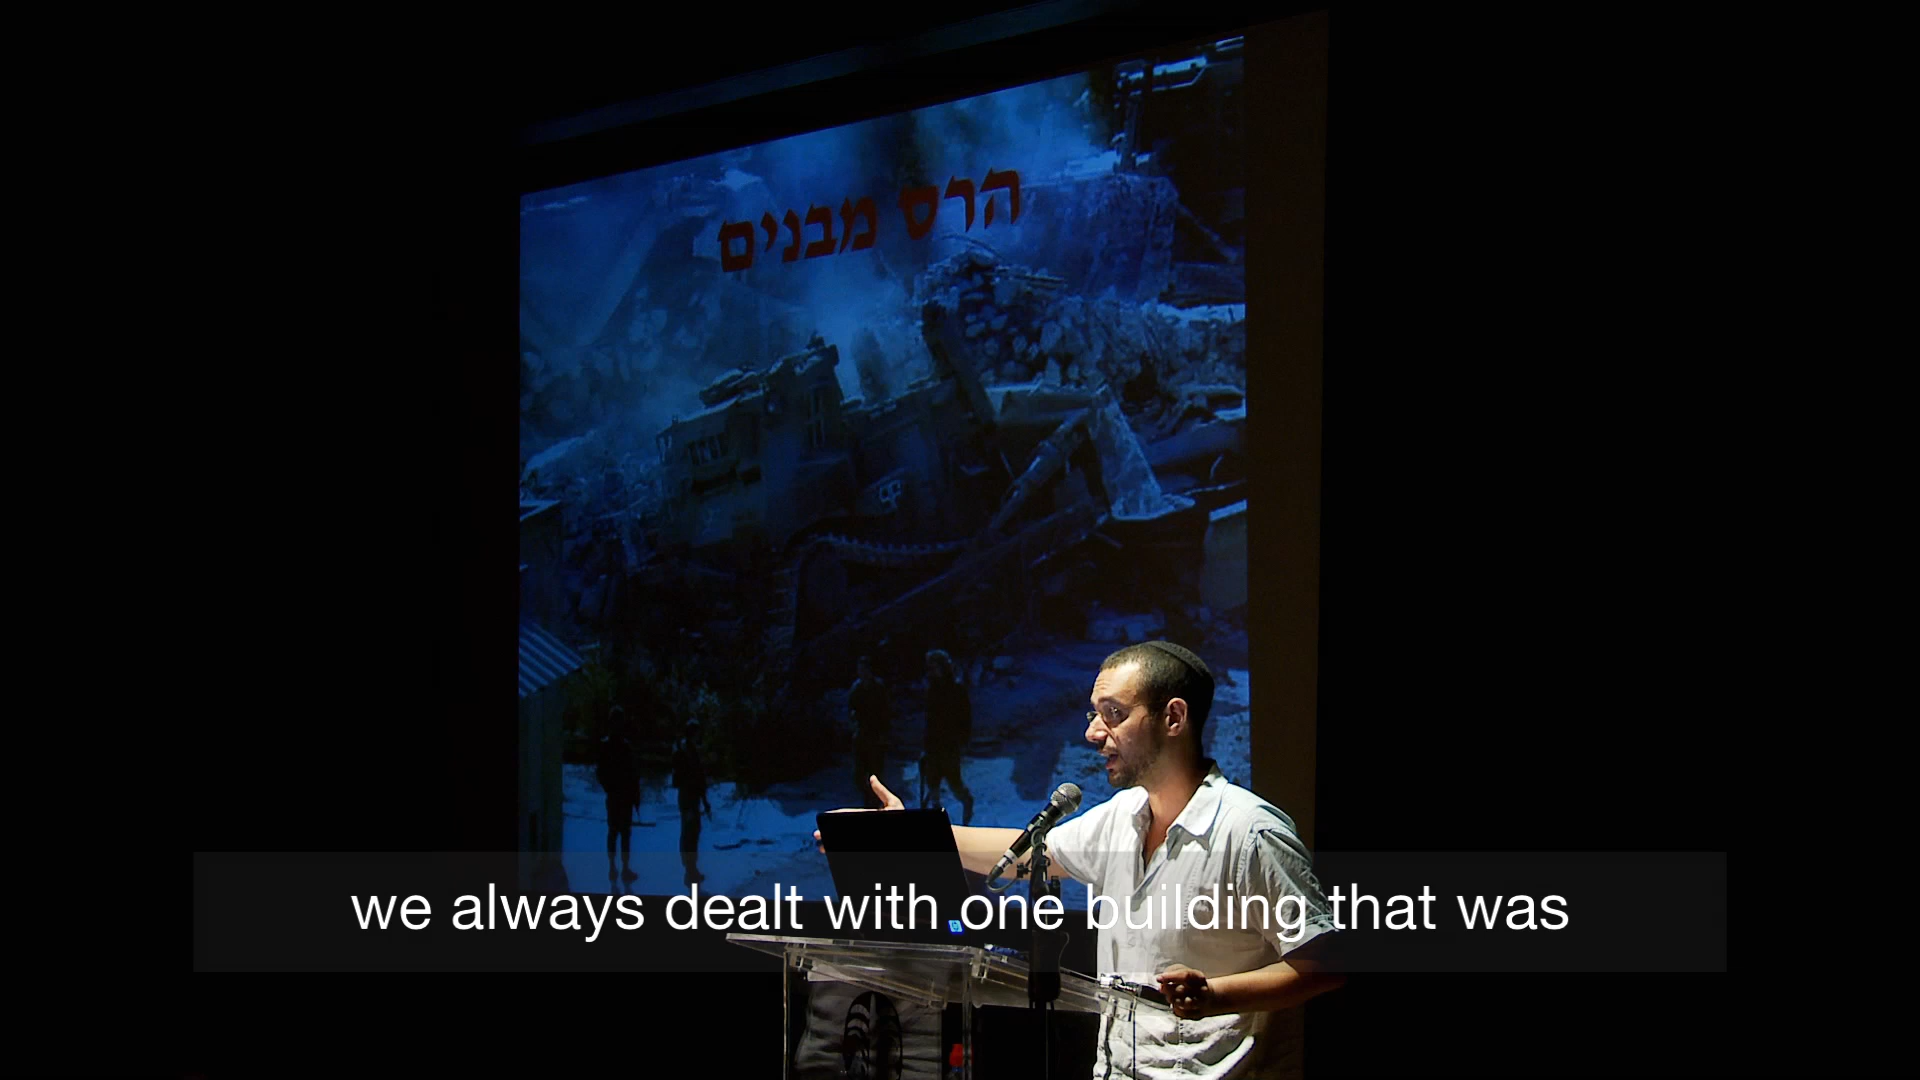 הרס מבנים
we always dealt with one building that was